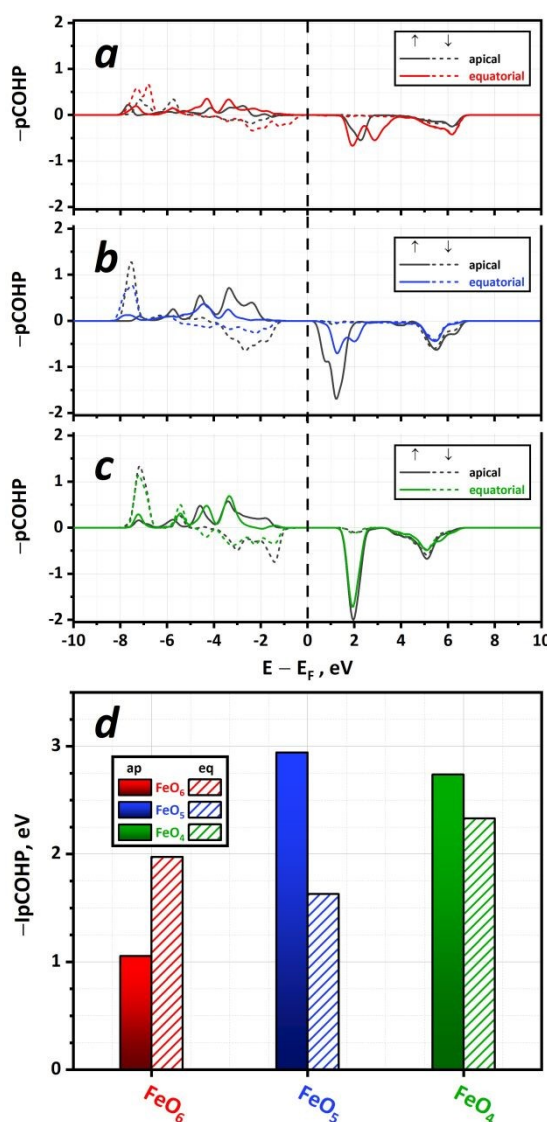 a
↑ ↓
apical
equatorial
−pCOHP
2
1
0
-1
-2
b
↑ ↓
apical
equatorial
−pCOHP
2
1
0
-1
-2
c
↑ ↓
apical
equatorial
−pCOHP
2
1
0
-1
-2
-10 -8 -6 -4 -2 0 2 4 6 8 10
E − E_F , eV
d
ap eq
FeO₆
FeO₅
FeO₄
−IpCOHP, eV
3
2
1
0
FeO₆ FeO₅ FeO₄